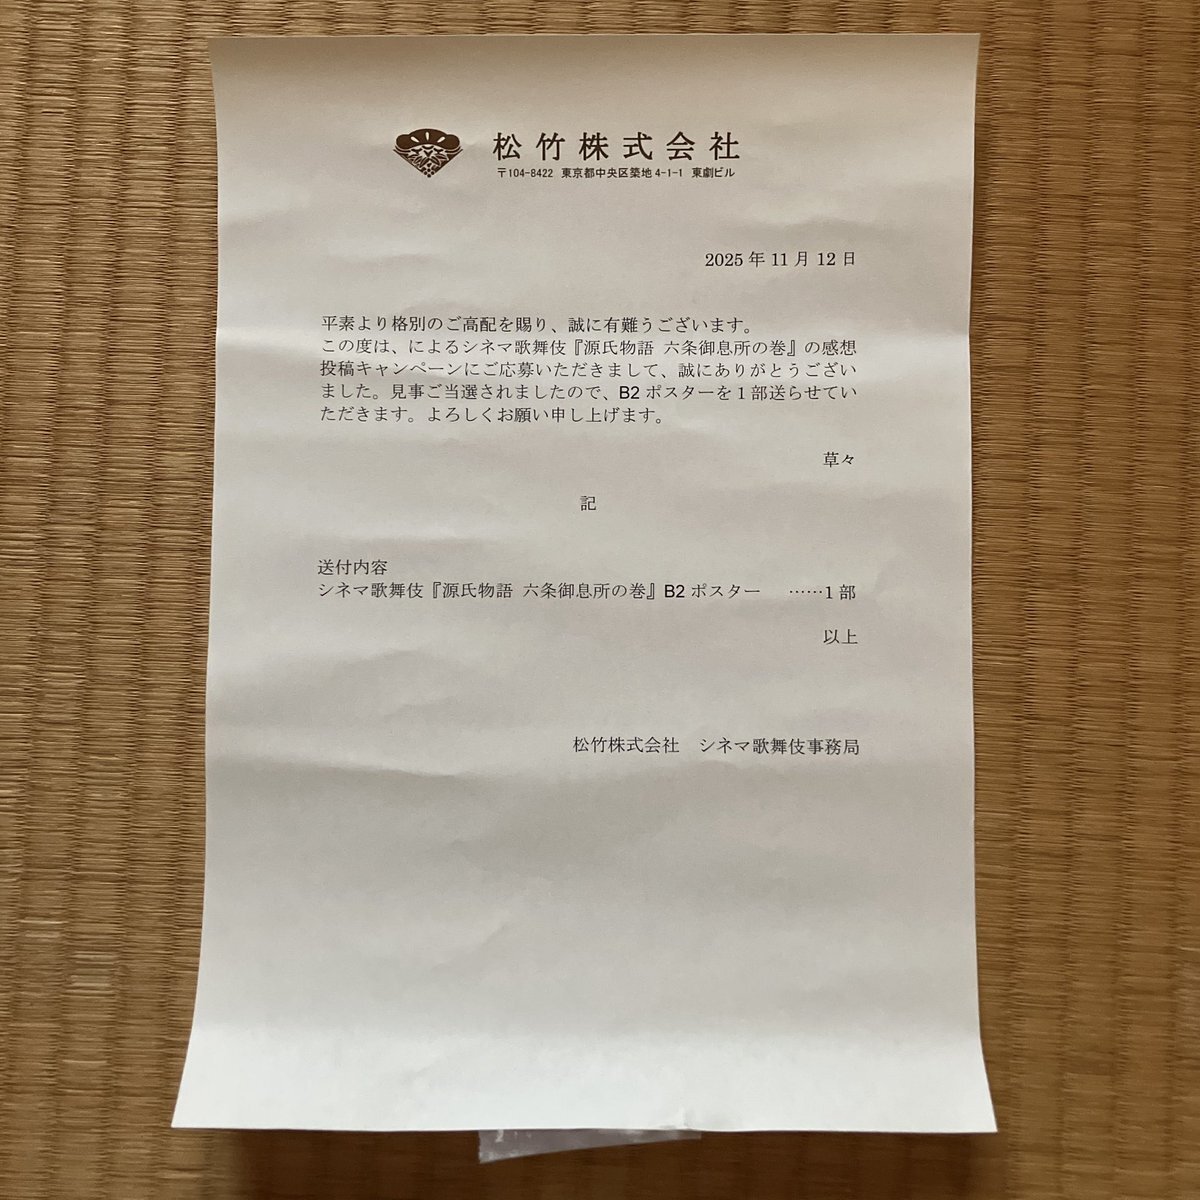 松竹株式会社
〒104-8422 東京都中央区築地 4-1-1 東劇ビル
2025 年 11 月 12 日
平素より格別のご高配を賜り、誠に有難うございます。
この度は、によるシネマ歌舞伎『源氏物語 六条御息所の巻』の感想
投稿キャンペーンにご応募いただきまして、誠にありがとうござい
ました。見事ご当選されましたので、B2 ポスターを 1 部送らせてい
ただきます。よろしくお願い申し上げます。
草々
記
送付内容
シネマ歌舞伎『源氏物語 六条御息所の巻』B2 ポスター ……1 部
以上
松竹株式会社 シネマ歌舞伎事務局